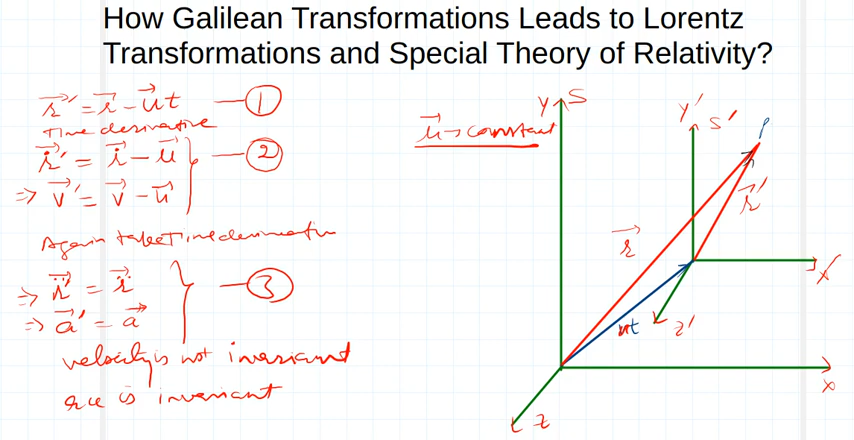 How Galilean Transformations Leads to Lorentz
Transformations and Special Theory of Relativity?
r⃗′ = r⃗ − u⃗t — ①
Time derivative
ṙ⃗′ = ṙ⃗ − u⃗ — ②
⇒ v⃗′ = v⃗ − u⃗
Again take Time derivative
⇒ r̈⃗′ = r̈⃗ — ③
⇒ a⃗′ = a⃗
velocity is not invariant
acc is invariant
u⃗ → constant
Y S
Y′ S′
P
r⃗′
r⃗
X′
ut
Z′
X
Z